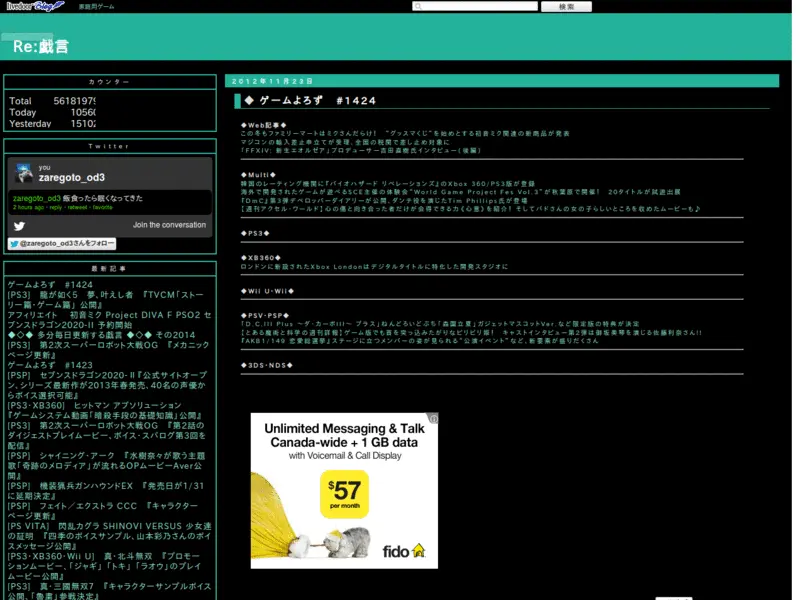 livedoor Blog
家庭用ゲーム
検索
Re:戯言
カウンター
Total 56181979
Today 10560
Yesterday 15102
Twitter
you
zaregoto_od3
zaregoto_od3 飯食ったら眠くなってきた
2 hours ago · reply · retweet · favorite
Join the conversation
@zaregoto_od3さんをフォロー
最新記事
ゲームよろず #1424
[PS3] 龍が如く5 夢、叶えし者 『TVCM「ストー
リー篇・ゲーム篇」公開』
アフィリエイト 初音ミク Project DIVA F PSO2 セ
ブンスドラゴン2020-II 予約開始
◆◇◆ 多分毎日更新する戯言 ◆◇◆ その2014
[PS3] 第2次スーパーロボット大戦OG 『メカニック
ページ更新』
ゲームよろず #1423
[PSP] セブンスドラゴン2020-Ⅱ『公式サイトオープ
ン、シリーズ最新作が2013年春発売、40名の声優か
らボイス選択可能』
[PS3・XB360] ヒットマン アブソリューション
『ゲームシステム動画「暗殺手段の基礎知識」公開』
[PS3] 第2次スーパーロボット大戦OG 『第2話の
ダイジェストプレイムービー、ボイス・スパログ第3回を
配信』
[PSP] シャイニング・アーク 『水樹奈々が歌う主題
歌「奇跡のメロディア」が流れるOPムービーAver公
開』
[PSP] 機装猟兵ガンハウンドEX 『発売日が1/31
に延期決定』
[PSP] フェイト／エクストラ CCC 『キャラクター
ページ更新』
[PS VITA] 閃乱カグラ SHINOVI VERSUS 少女達
の証明 『四季のボイスサンプル、山本彩乃さんのボイ
スメッセージ公開』
[PS3・XB360・Wii U] 真・北斗無双 『プロモー
ションムービー、「ジャギ」「トキ」「ラオウ」のプレイ
ムービー公開』
[PS3] 真・三國無双7 『キャラクターサンプルボイス
公開、「魯粛」参戦決定』
2012年11月23日
◆ ゲームよろず #1424
◆Web記事◆
この冬もファミリーマートはミクさんだらけ! “グッスマくじ”を始めとする初音ミク関連の新商品が発表
マジコンの輸入差止申立てが受理、全国の税関で差し止め対象に
「FFXIV: 新生エオルゼア」プロデューサー吉田直樹氏インタビュー（後編）
◆Multi◆
韓国のレーティング機関に『バイオハザード リベレーションズ』のXbox 360/PS3版が登録
海外で開発されたゲームが遊べるSCE主催の体験会“World Game Project Fes Vol.3”が秋葉原で開催! 20タイトルが試遊出展
『DmC』第3弾デベロッパーダイアリーが公開、ダンテ役を演じたTim Phillips氏が登場
【週刊アクセル・ワールド】心の傷と向き合った者だけが会得できる力《心意》を紹介! そしてパドさんの女の子らしいところを収めたムービーも♪
◆PS3◆
◆XB360◆
ロンドンに新設されたXbox Londonはデジタルタイトルに特化した開発スタジオに
◆Wii U・Wii◆
◆PSV・PSP◆
「D.C.III Plus ～ダ・カーポIII～ プラス」ねんどろいどぷち「森園立夏」ガジェットマスコットVer.など限定版の特典が決定
【とある魔術と科学の週刊詳報】ゲーム版でも首を突っ込みたがりなビリビリ姫! キャストインタビュー第2弾は御坂美琴を演じる佐藤利奈さん!!
『AKB1/149 恋愛総選挙』ステージに立つメンバーの姿が見られる“公演イベント”など、新要素が盛りだくさん
◆3DS・NDS◆
Unlimited Messaging & Talk
Canada-wide + 1 GB data
with Voicemail & Call Display
$57
per month
fido